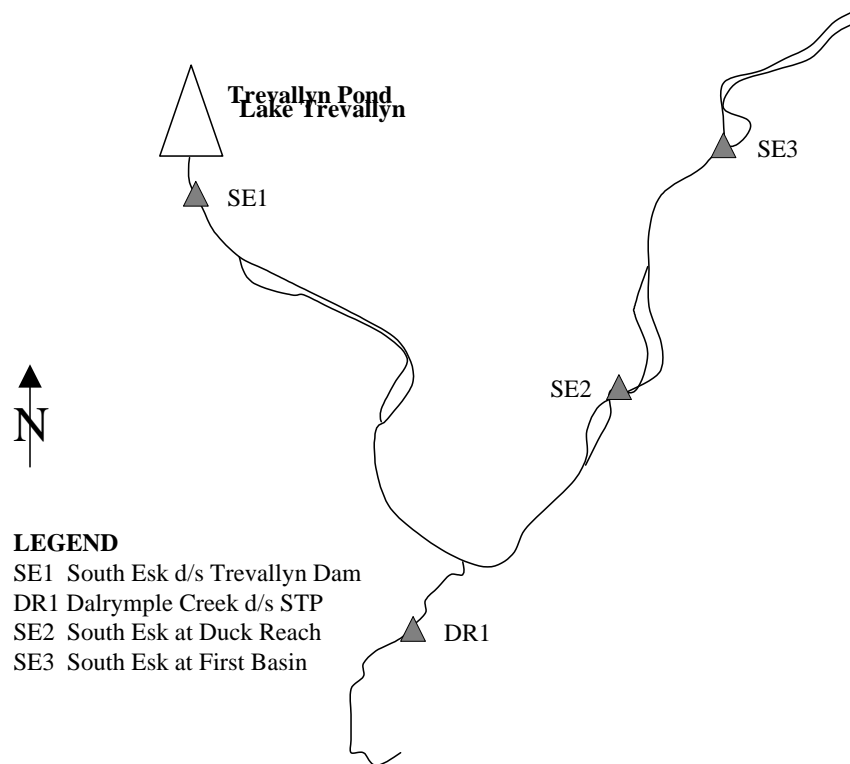 Trevallyn Pond
Lake Trevallyn
SE3
SE1
SE2
N
LEGEND
SE1 South Esk d/s Trevallyn Dam
DR1 Dalrymple Creek d/s STP
SE2 South Esk at Duck Reach
SE3 South Esk at First Basin
DR1